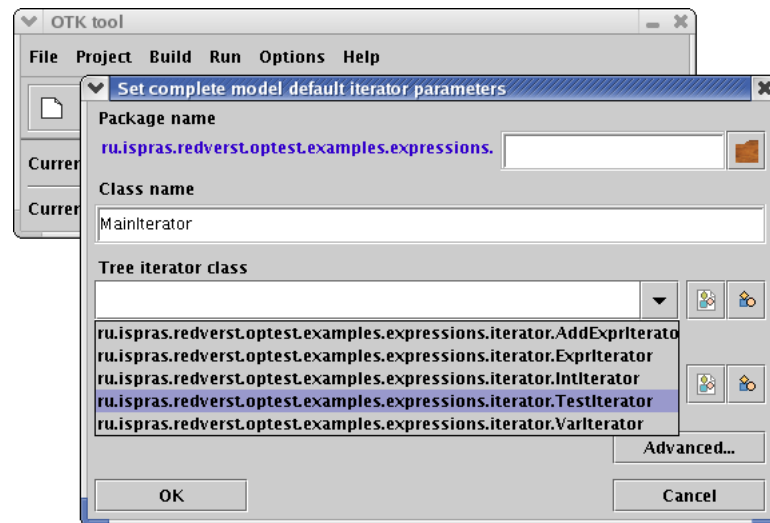 OTK tool
File Project Build Run Options Help
Set complete model default iterator parameters
Package name
ru.ispras.redverst.optest.examples.expressions.
Curren
Class name
Curren
MainIterator
Tree iterator class
ru.ispras.redverst.optest.examples.expressions.iterator.AddExprIterato
ru.ispras.redverst.optest.examples.expressions.iterator.ExprIterator
ru.ispras.redverst.optest.examples.expressions.iterator.IntIterator
ru.ispras.redverst.optest.examples.expressions.iterator.TestIterator
ru.ispras.redverst.optest.examples.expressions.iterator.VarIterator
Advanced...
OK Cancel